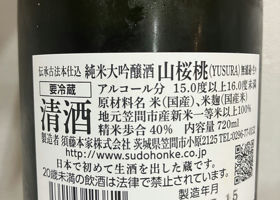 伝承古法本仕込 純米大吟醸酒 山桜桃(YUSURA)無濾過
要冷蔵 アルコール分 15.0度以上16.0度未満
清酒
原材料名 米(国産)、米麹(国産米)
地元笠間市産新米一等米以上100%
精米歩合 40% 内容量 720ml
製造者 須藤本家株式会社 茨城県笠間市小原2125 TEL0296-77-0152
http://www.sudohonke.co.jp/
日本で初めて生酒を出した蔵です。
20歳未満の飲酒は法律で禁止されています。
製造年月
15